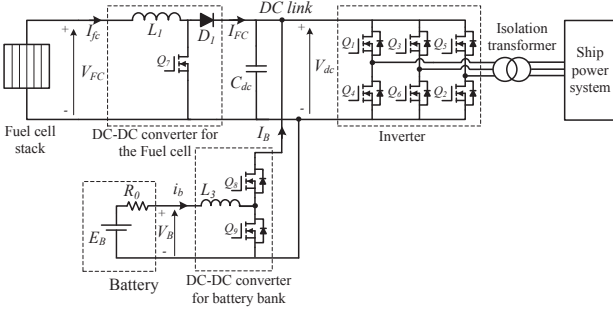 DC link
I_fc
L_1
D_1
I_FC
+
V_FC
-
Q_7
C_dc
+
V_dc
-
Q_1
Q_3
Q_5
Q_4
Q_6
Q_2
Isolation
transformer
Ship
power
system
Fuel cell
stack
DC-DC converter for
the Fuel cell
Inverter
I_B
R_0
i_b
L_3
Q_8
Q_9
E_B
+
V_B
-
Battery
DC-DC converter
for battery bank